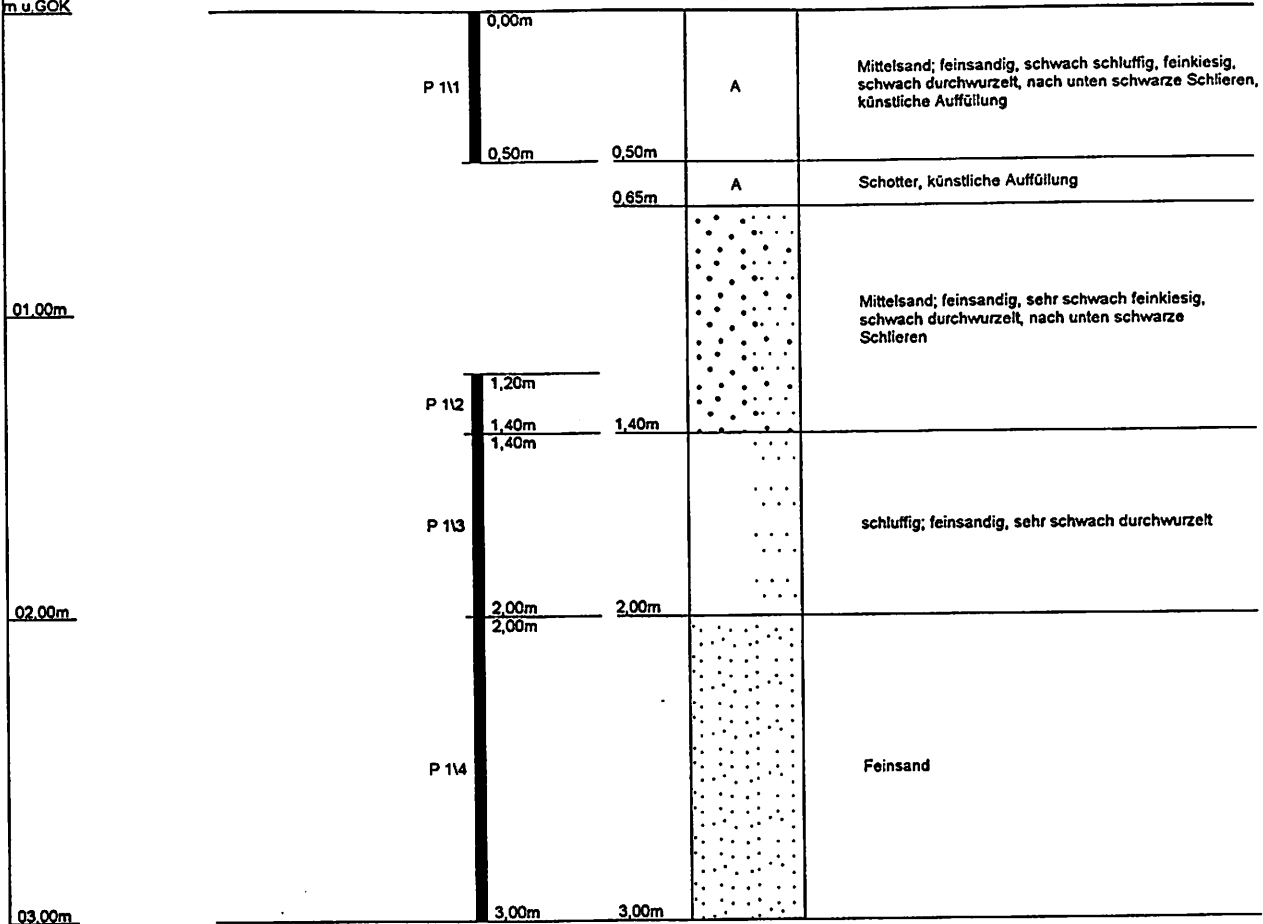 m u.GOK
0,00m
P 1\1
A
Mittelsand; feinsandig, schwach schluffig, feinkiesig,
schwach durchwurzelt, nach unten schwarze Schlieren,
künstliche Auffüllung
0,50m
0,50m
A
Schotter, künstliche Auffüllung
0,65m
01.00m
Mittelsand; feinsandig, sehr schwach feinkiesig,
schwach durchwurzelt, nach unten schwarze
Schlieren
1,20m
P 1\2
1,40m
1,40m
1,40m
P 1\3
schluffig; feinsandig, sehr schwach durchwurzelt
02.00m
2,00m
2,00m
2,00m
P 1\4
Feinsand
03.00m
3,00m
3,00m